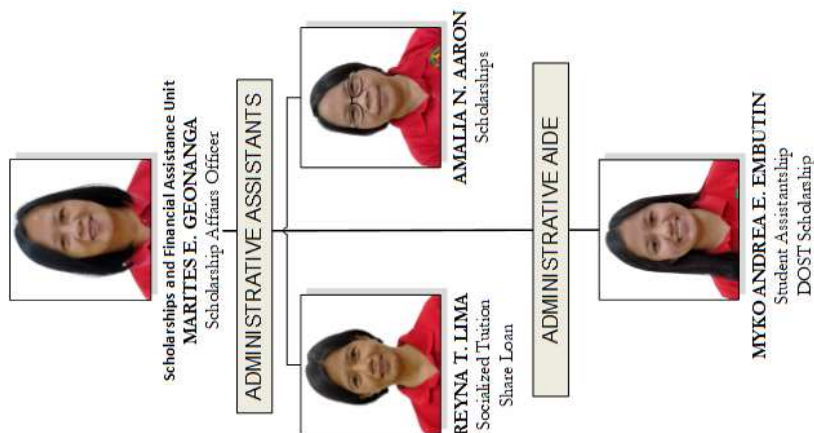 Scholarships and Financial Assistance Unit
MARITES E. GEONANGA
Scholarship Affairs Officer
ADMINISTRATIVE ASSISTANTS
REYNA T. LIMA
Socialized Tuition
Share Loan
AMALIA N. AARON
Scholarships
ADMINISTRATIVE AIDE
MYKO ANDREA E. EMBUTIN
Student Assistantship
DOST Scholarship